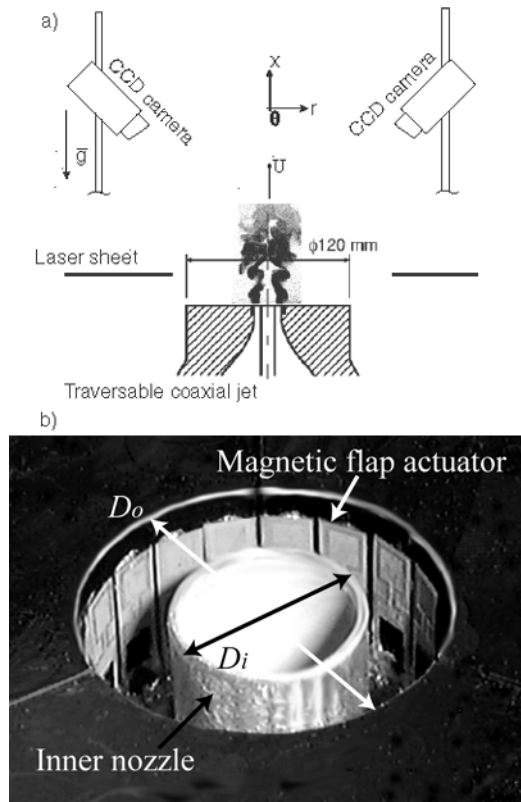 a)
CCD camera
CCD camera
x
θ
r
g
U
Laser sheet
ϕ120 mm
Traversable coaxial jet
b)
Magnetic flap actuator
Do
Di
Inner nozzle